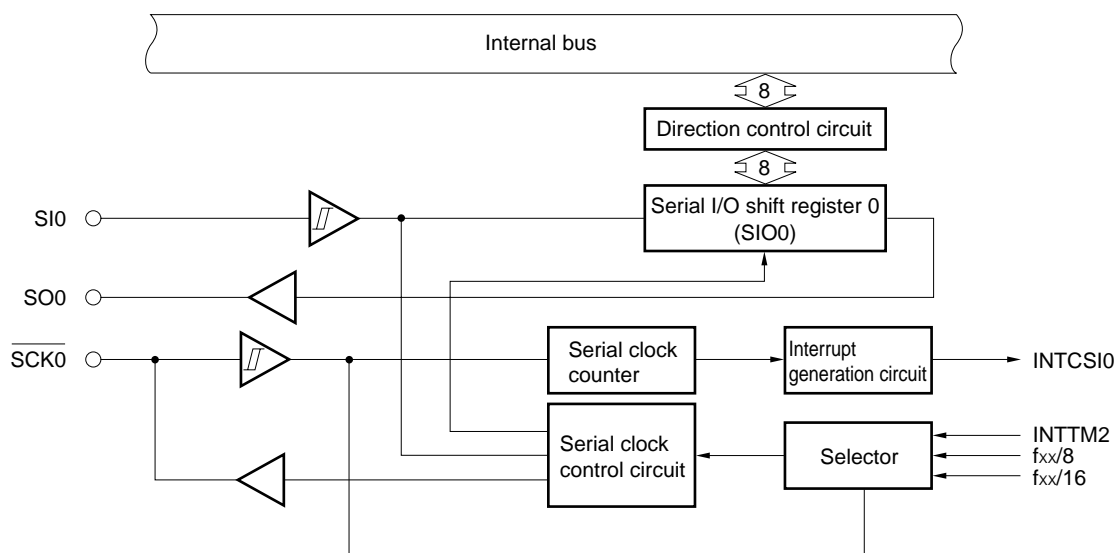 Internal bus
8
Direction control circuit
8
SI0
Serial I/O shift register 0
(SIO0)
SO0
SCK0
Serial clock
counter
Interrupt
generation circuit
INTCSI0
Serial clock
control circuit
Selector
INTTM2
fxx/8
fxx/16